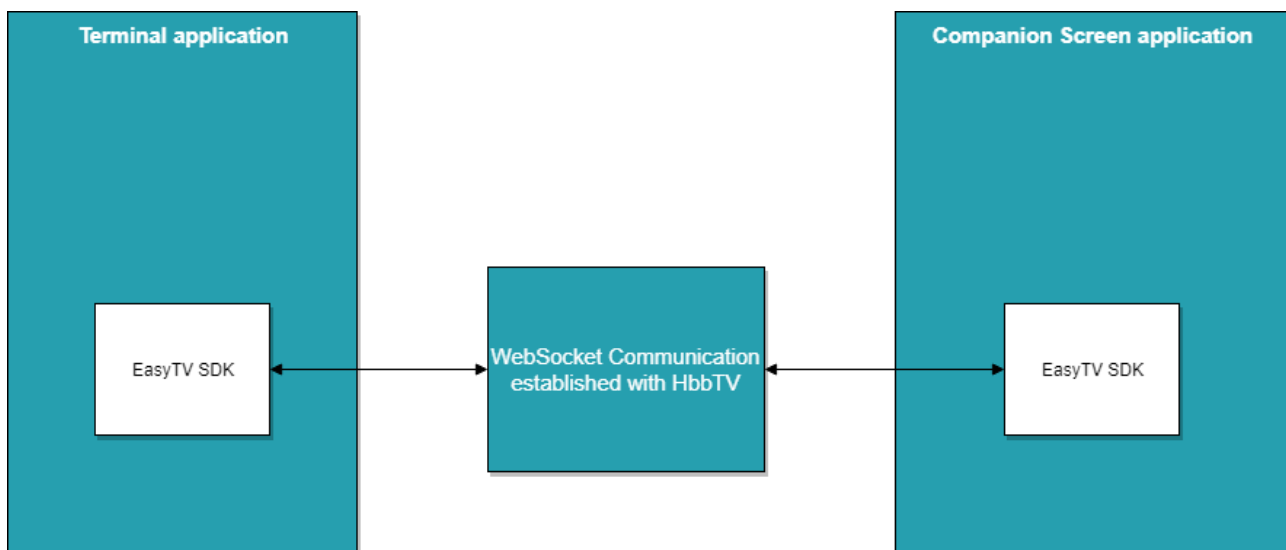 Terminal application
Companion Screen application
EasyTV SDK
WebSocket Communication
established with HbbTV
EasyTV SDK